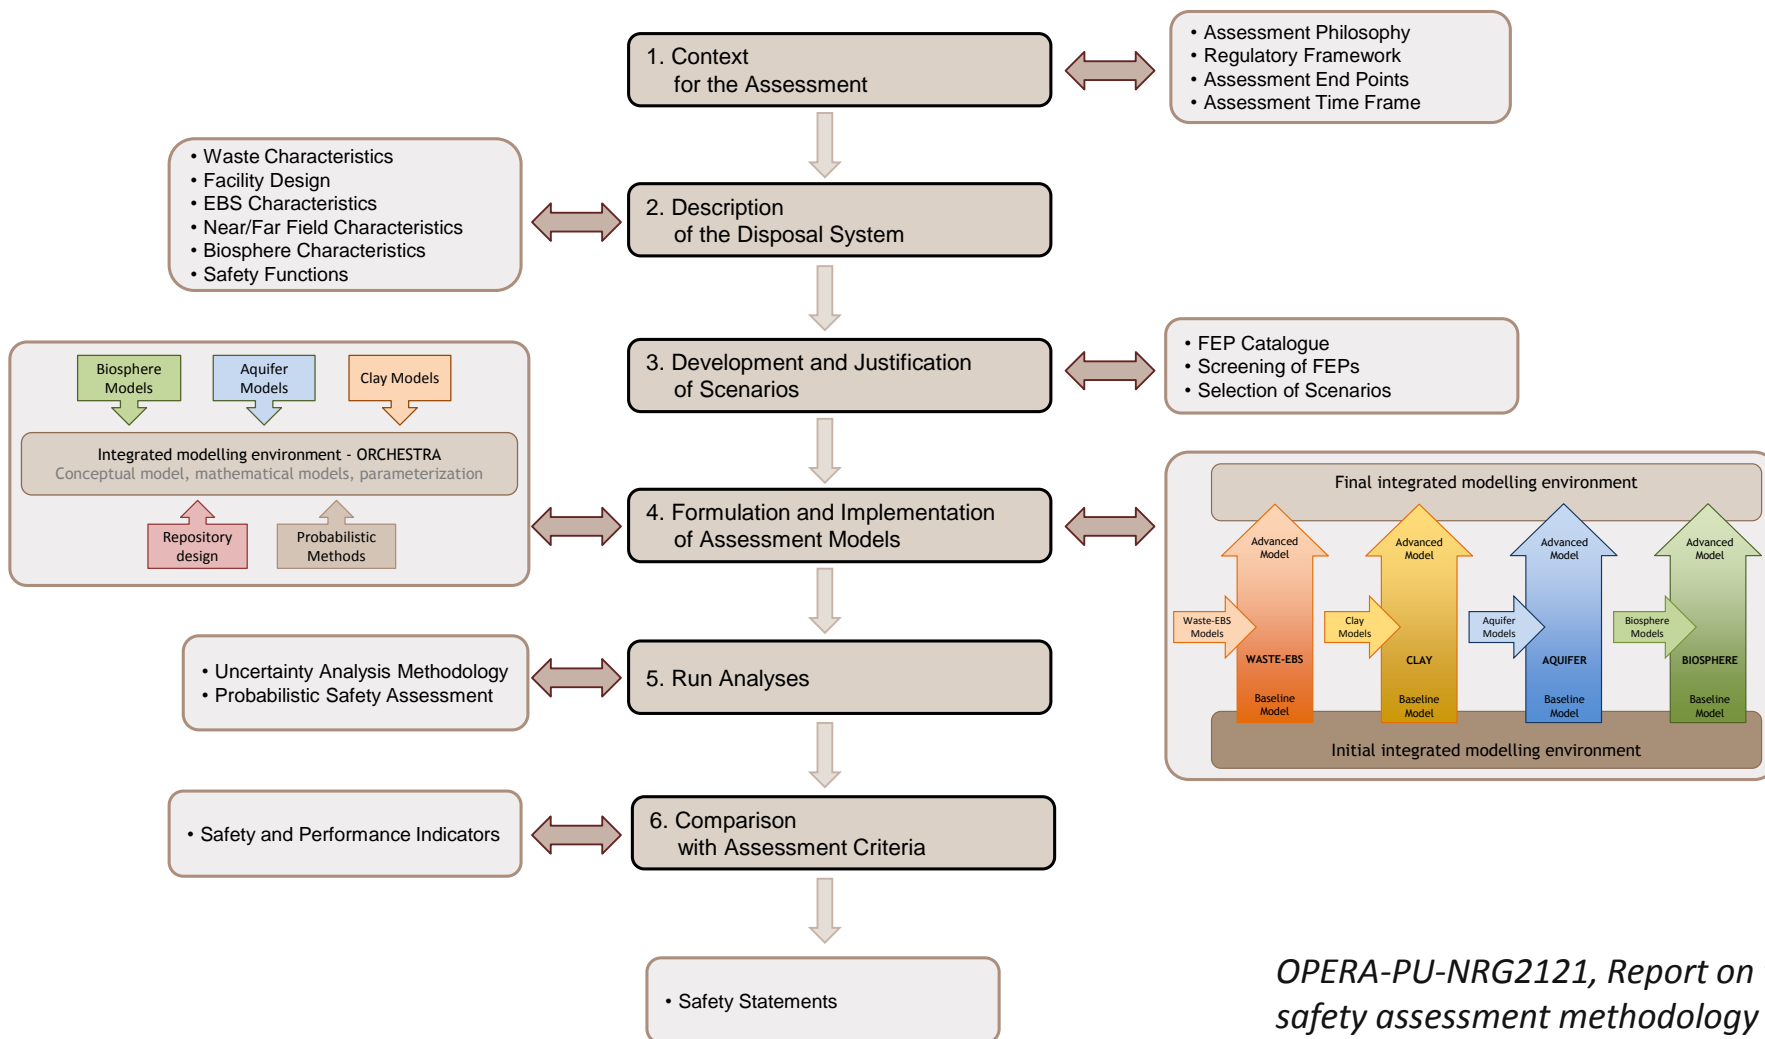 1. Context
for the Assessment
• Assessment Philosophy
• Regulatory Framework
• Assessment End Points
• Assessment Time Frame
• Waste Characteristics
• Facility Design
• EBS Characteristics
• Near/Far Field Characteristics
• Biosphere Characteristics
• Safety Functions
2. Description
of the Disposal System
3. Development and Justification
of Scenarios
• FEP Catalogue
• Screening of FEPs
• Selection of Scenarios
Biosphere
Models
Aquifer
Models
Clay Models
Integrated modelling environment - ORCHESTRA
Conceptual model, mathematical models, parameterization
Repository
design
Probabilistic
Methods
4. Formulation and Implementation
of Assessment Models
Final integrated modelling environment
Advanced
Model
Advanced
Model
Advanced
Model
Advanced
Model
Waste-EBS
Models
Clay
Models
Aquifer
Models
Biosphere
Models
WASTE-EBS
CLAY
AQUIFER
BIOSPHERE
Baseline
Model
Baseline
Model
Baseline
Model
Baseline
Model
Initial integrated modelling environment
• Uncertainty Analysis Methodology
• Probabilistic Safety Assessment
5. Run Analyses
• Safety and Performance Indicators
6. Comparison
with Assessment Criteria
• Safety Statements
OPERA-PU-NRG2121, Report on
safety assessment methodology